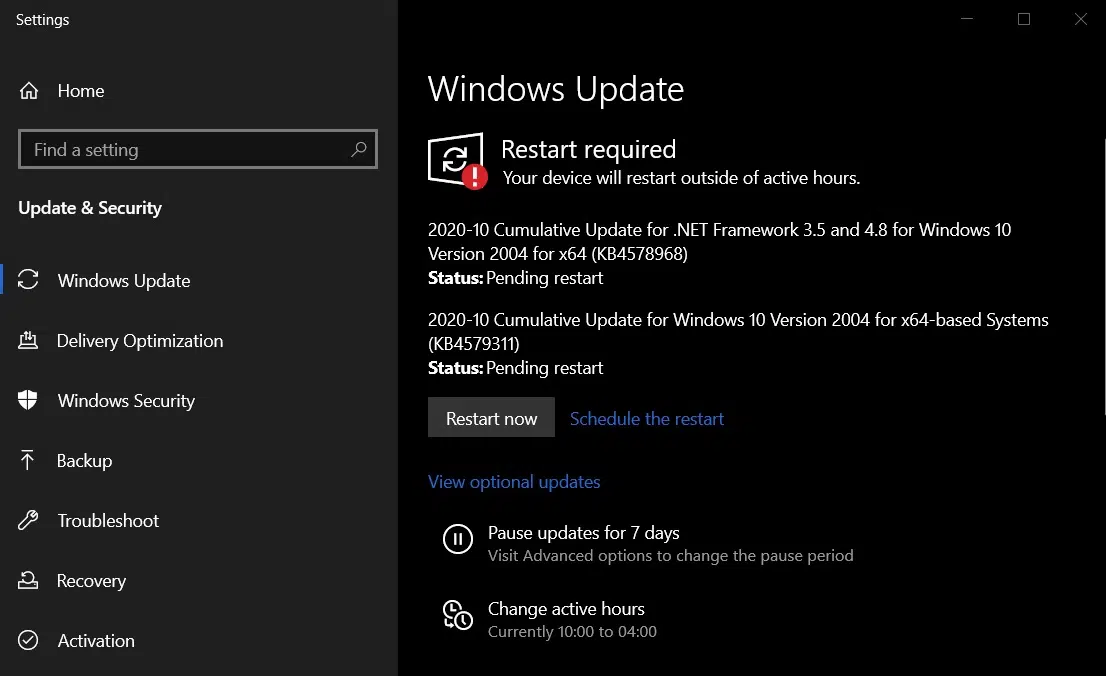 Settings
Home
Find a setting
Update & Security
Windows Update
Delivery Optimization
Windows Security
Backup
Troubleshoot
Recovery
Activation
Windows Update
Restart required
Your device will restart outside of active hours.
2020-10 Cumulative Update for .NET Framework 3.5 and 4.8 for Windows 10
Version 2004 for x64 (KB4578968)
Status: Pending restart
2020-10 Cumulative Update for Windows 10 Version 2004 for x64-based Systems
(KB4579311)
Status: Pending restart
Restart now
Schedule the restart
View optional updates
Pause updates for 7 days
Visit Advanced options to change the pause period
Change active hours
Currently 10:00 to 04:00